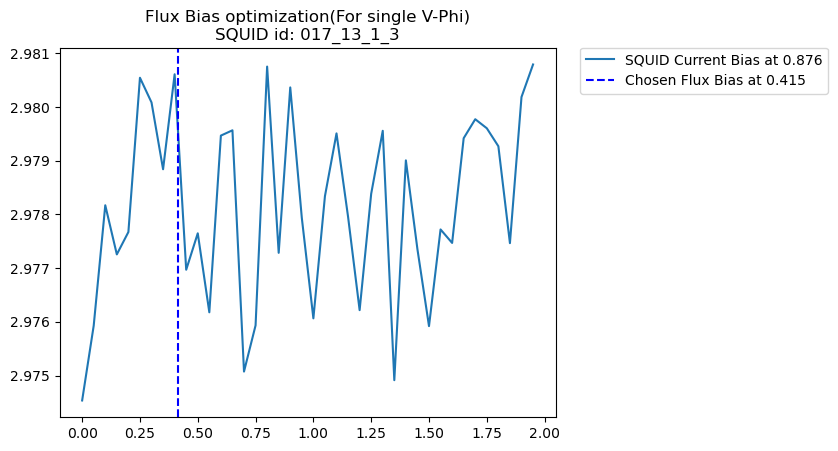 Flux Bias optimization(For single V-Phi)
SQUID id: 017_13_1_3
SQUID Current Bias at 0.876
Chosen Flux Bias at 0.415
2.981
2.980
2.979
2.978
2.977
2.976
2.975
0.00 0.25 0.50 0.75 1.00 1.25 1.50 1.75 2.00